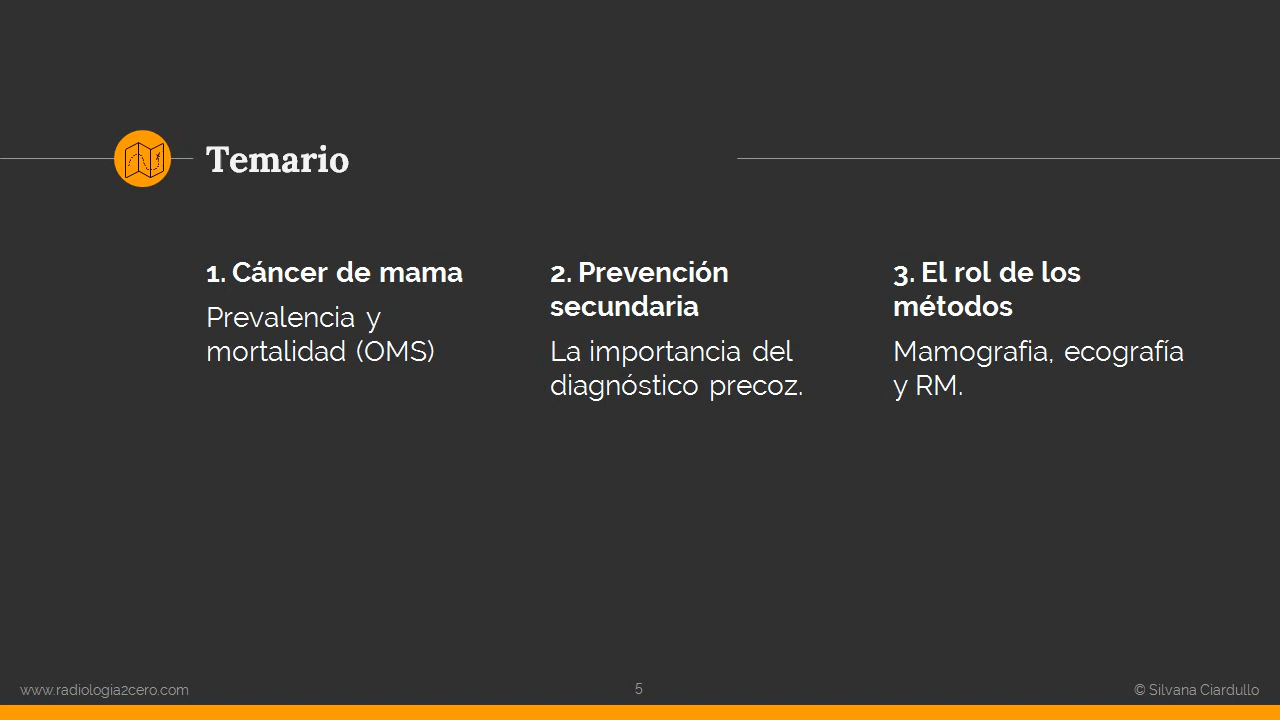 Temario
1. Cáncer de mama
Prevalencia y
mortalidad (OMS)
2. Prevención
secundaria
La importancia del
diagnóstico precoz.
3. El rol de los
métodos
Mamografia, ecografía
y RM.
www.radiologia2cero.com
5
© Silvana Ciardullo